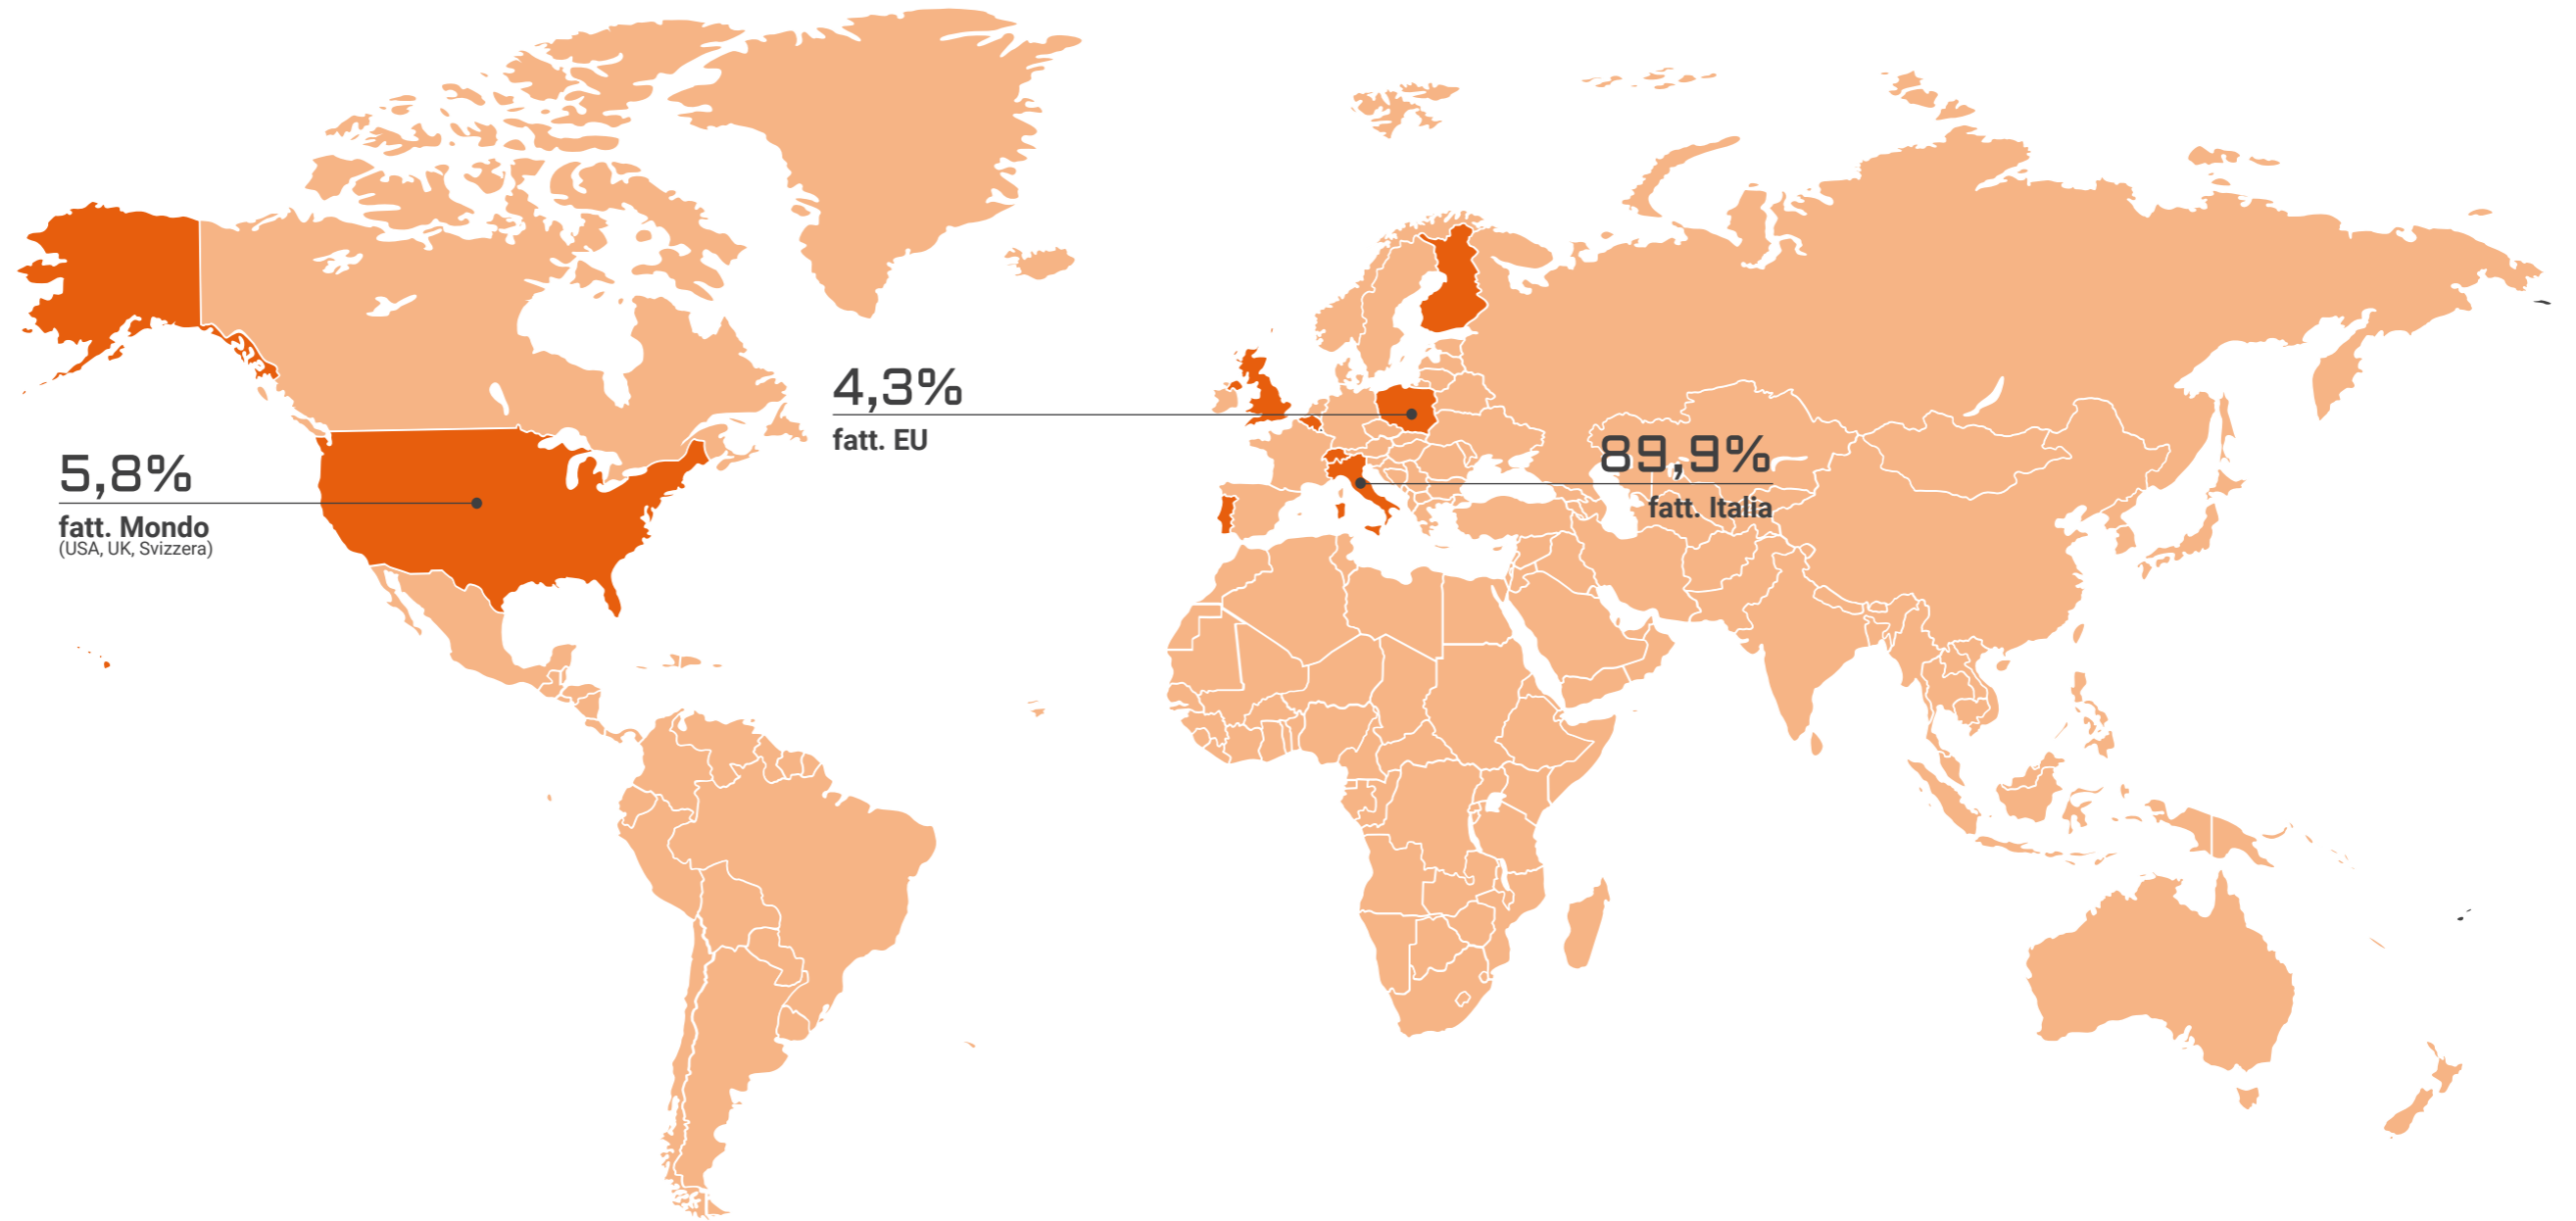 5,8%
fatt. Mondo
(USA, UK, Svizzera)
4,3%
fatt. EU
89,9%
fatt. Italia